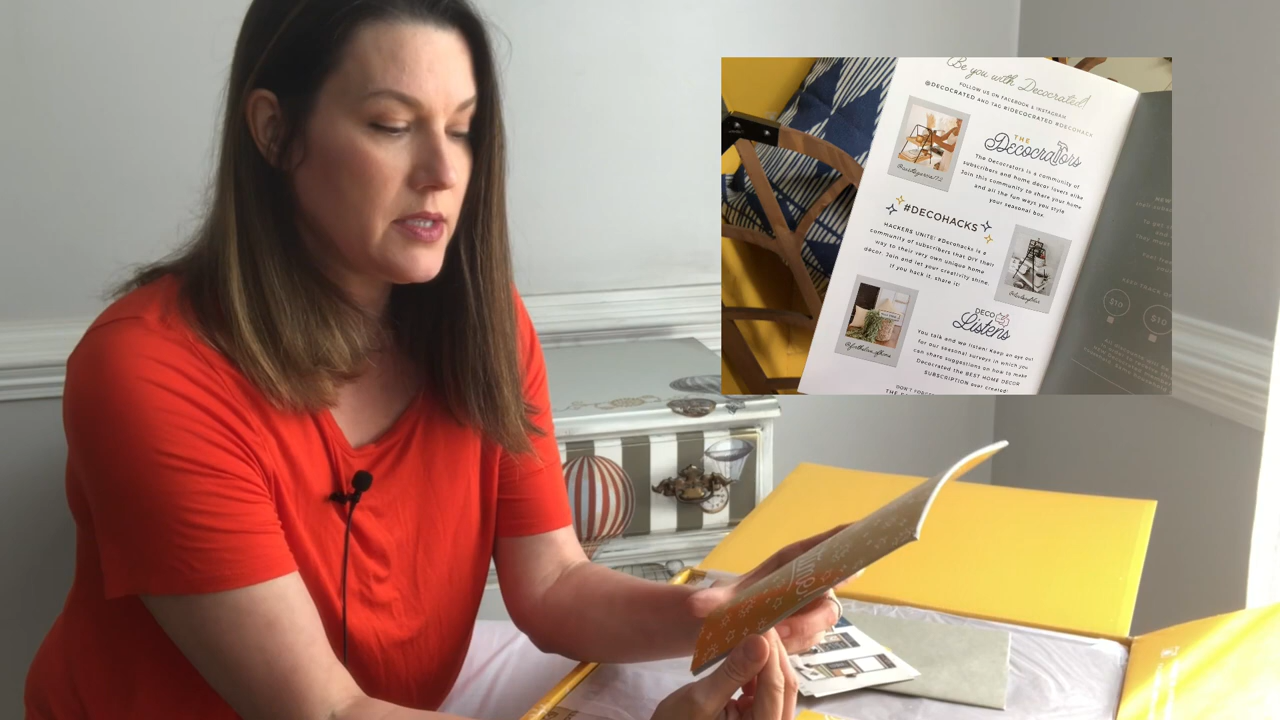 Be you with Decocrated!
FOLLOW US ON FACEBOOK & INSTAGRAM
@DECOCRATED AND TAG #IDECOCRATED #DECOHACK
THE
Decocrators
The Decocrators is a community of
subscribers and home décor lovers alike
Join this community to share your home
and all the fun ways you style
your seasonal box.
#DECOHACKS
HACKERS UNITE! #Decohacks is a
community of subscribers that DIY their
way to their very own unique home
décor. Join and let your creativity shine.
If you hack it, share it!
DECO
Listens
You talk and we listen! Keep an eye out
for our seasonal surveys in which you
can share suggestions on how to make
Decocrated the BEST HOME DECOR
SUBSCRIPTION ever created!
$10
$10